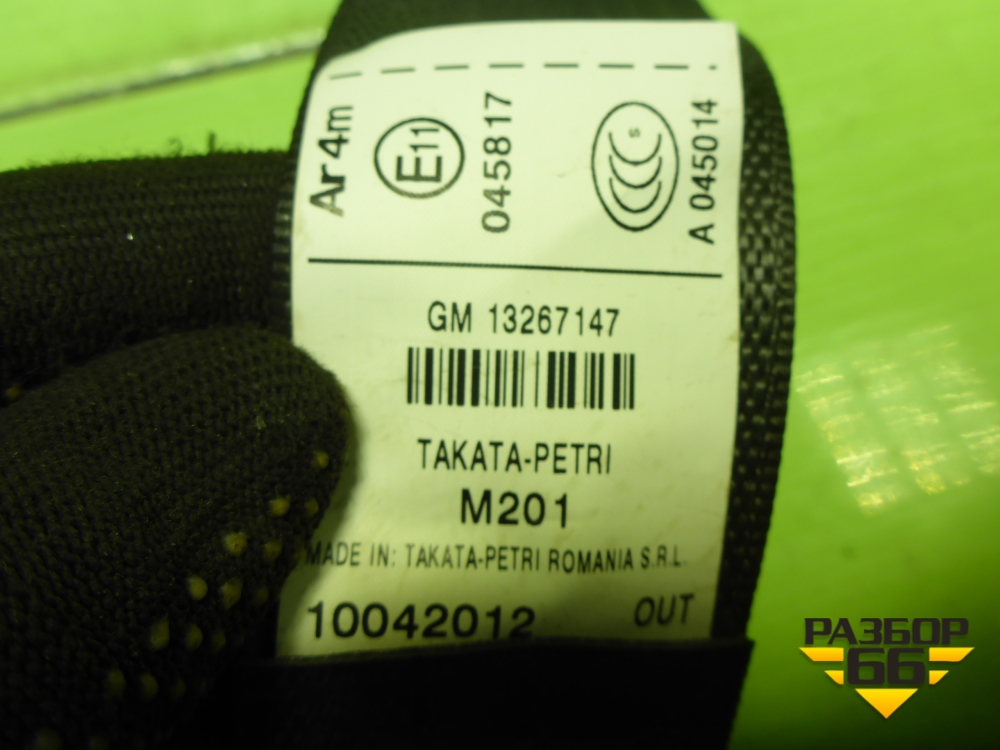 Ar4m
E11
045817
S
A 045014
GM 13267147
TAKATA-PETRI
M201
MADE IN: TAKATA-PETRI ROMANIA S.R.L.
10042012 OUT
РАЗБОР
66